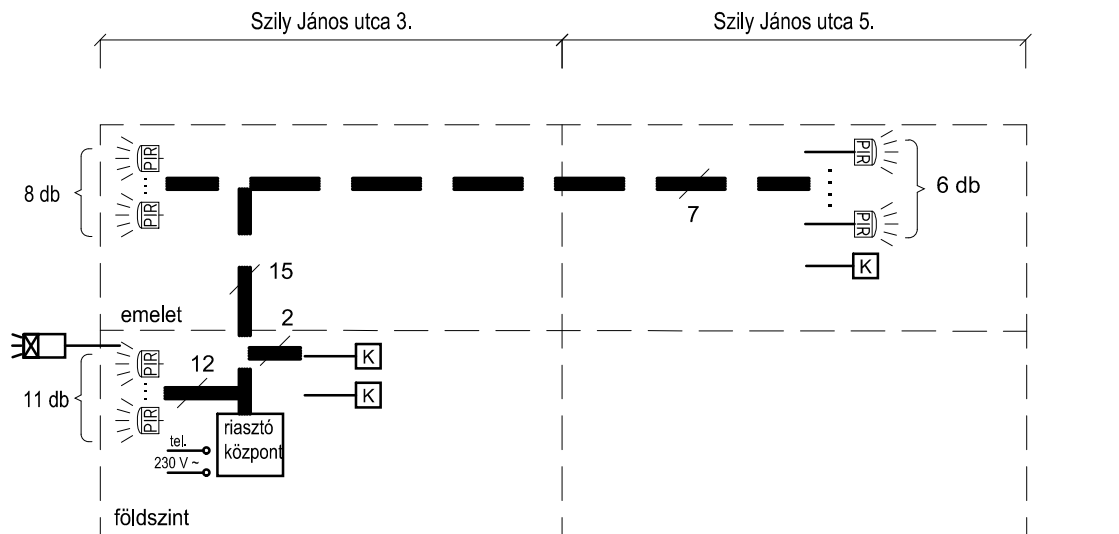 Szily János utca 3.
Szily János utca 5.
PIR
PIR
8 db
PIR
PIR
6 db
7
K
15
emelet
2
K
PIR
12
11 db
K
PIR
riasztó
központ
tel.
230 V ~
földszint